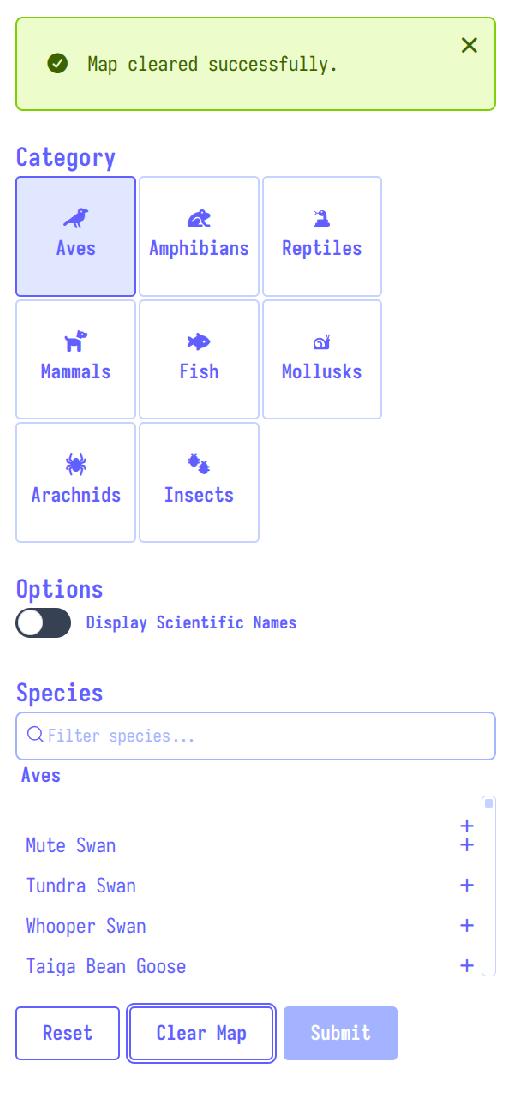 Map cleared successfully.
Category
Aves
Amphibians
Reptiles
Mammals
Fish
Mollusks
Arachnids
Insects
Options
Display Scientific Names
Species
Filter species...
Aves
+
Mute Swan +
Tundra Swan +
Whooper Swan +
Taiga Bean Goose +
Reset
Clear Map
Submit